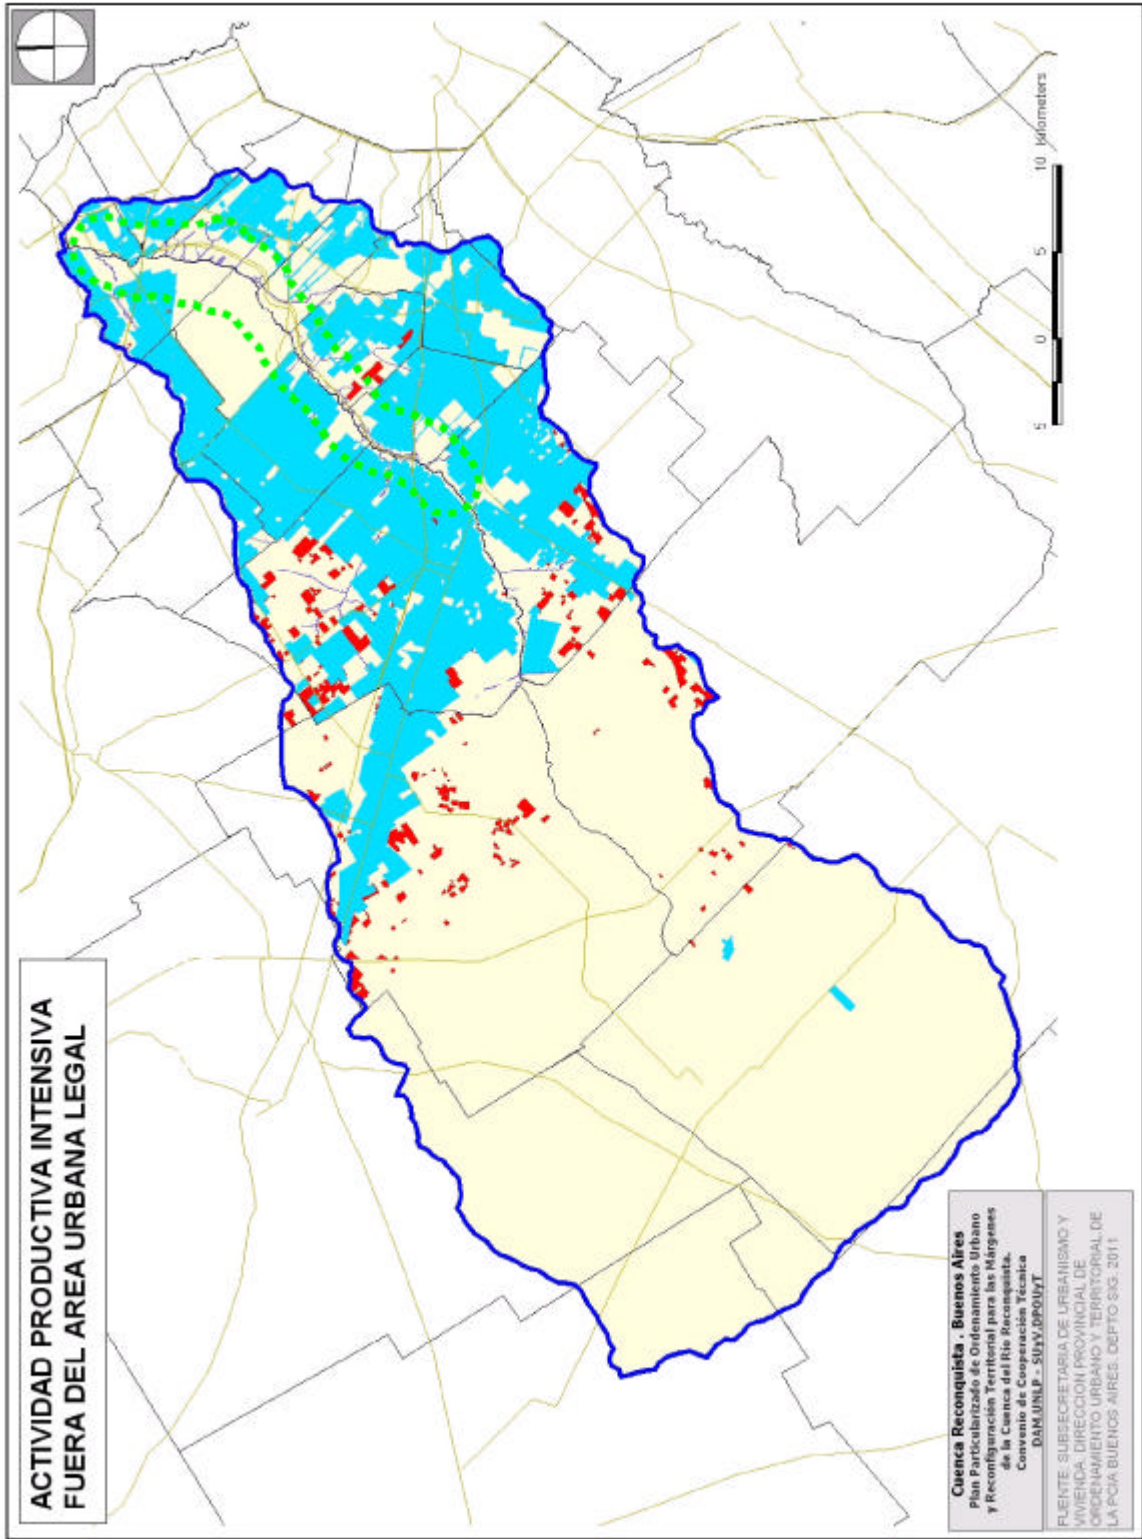 ACTIVIDAD PRODUCTIVA INTENSIVA
FUERA DEL AREA URBANA LEGAL
5 0 5 10 Kilometers
Cuenca Reconquista . Buenos Aires
Plan Particularizado de Ordenamiento Urbano
y Reconfiguración Territorial para las Márgenes
de la Cuenca del Río Reconquista.
Convenio de Cooperación Técnica
DAM.UNLP - SUyV.DPOUyT
FUENTE: SUBSECRETARIA DE URBANISMO Y
VIVIENDA. DIRECCION PROVINCIAL DE
ORDENAMIENTO URBANO Y TERRITORIAL DE
LA PCIA BUENOS AIRES. DEPTO SIG. 2011